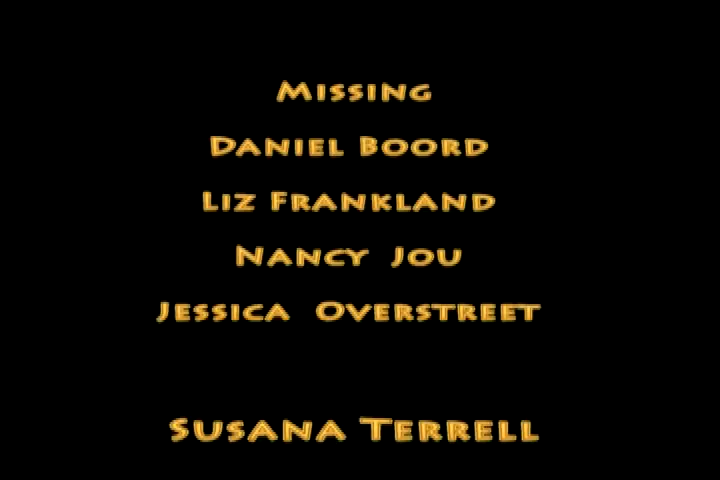 Missing
Daniel Boord
Liz Frankland
Nancy Jou
Jessica Overstreet
Susana Terrell